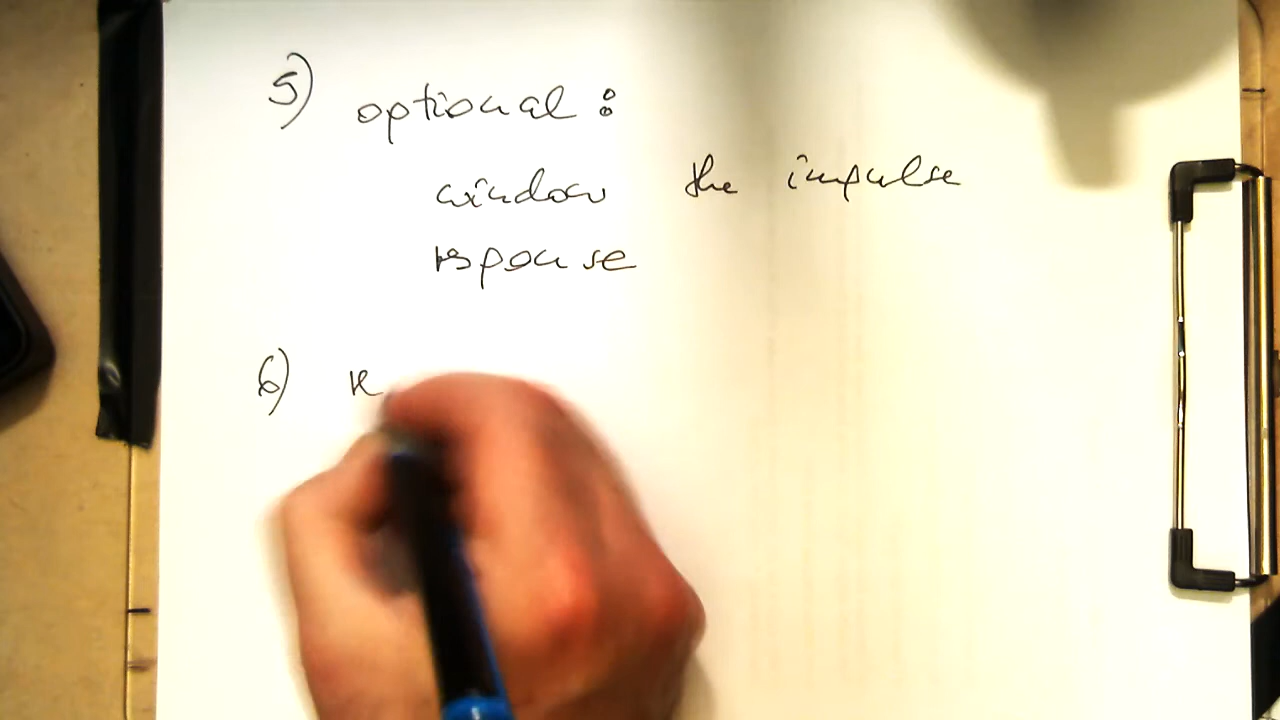 5) optional:
window the impulse
response
6)